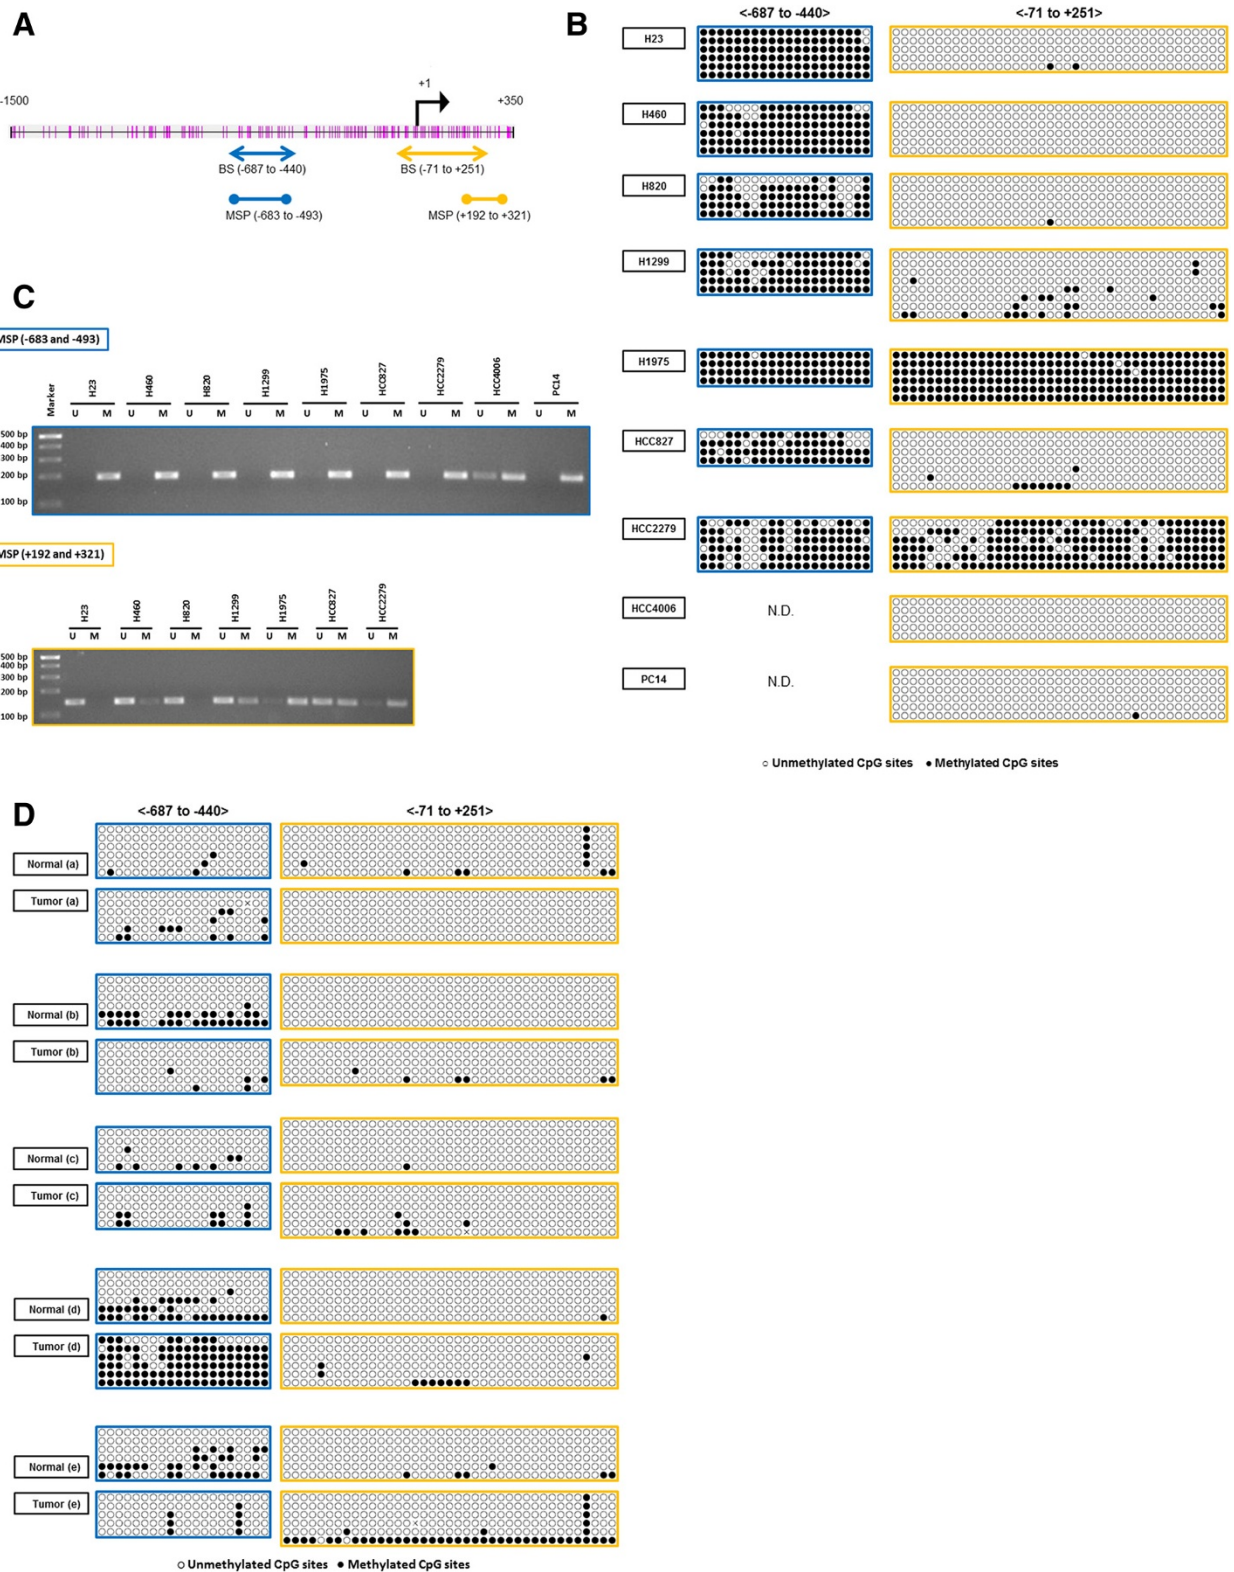 A
-1500
+1
+350
BS (-687 to -440)
BS (-71 to +251)
MSP (-683 to -493)
MSP (+192 to +321)
B
<-687 to -440>
<-71 to +251>
H23
H460
H820
H1299
H1975
HCC827
HCC2279
HCC4006
N.D.
PC14
N.D.
○ Unmethylated CpG sites ● Methylated CpG sites
C
MSP (-683 and -493)
Marker
H23
H460
H820
H1299
H1975
HCC827
HCC2279
HCC4006
PC14
U M U M U M U M U M U M U M U M U M
500 bp
400 bp
300 bp
200 bp
100 bp
MSP (+192 and +321)
H23
H460
H820
H1299
H1975
HCC827
HCC2279
U M U M U M U M U M U M U M
500 bp
400 bp
300 bp
200 bp
100 bp
D
<-687 to -440>
<-71 to +251>
Normal (a)
Tumor (a)
Normal (b)
Tumor (b)
Normal (c)
Tumor (c)
Normal (d)
Tumor (d)
Normal (e)
Tumor (e)
○ Unmethylated CpG sites ● Methylated CpG sites